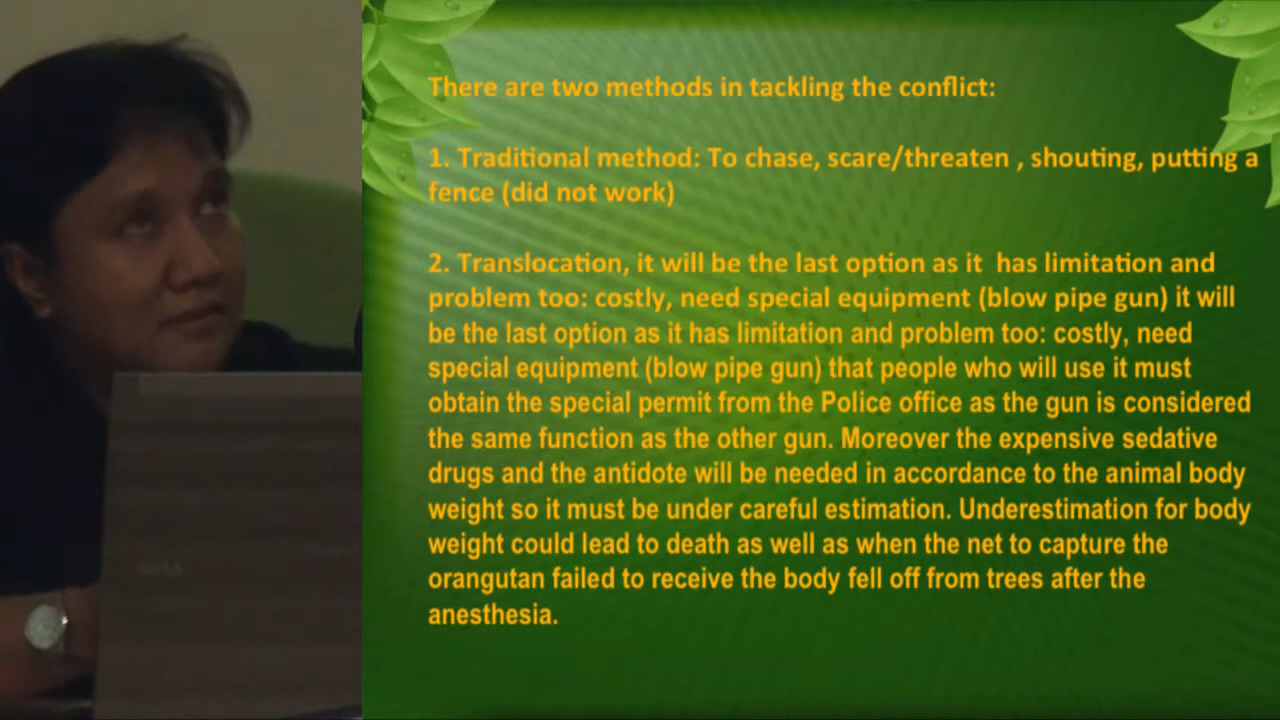 There are two methods in tackling the conflict:
1. Traditional method: To chase, scare/threaten , shouting, putting a
fence (did not work)
2. Translocation, it will be the last option as it  has limitation and
problem too: costly, need special equipment (blow pipe gun) it will
be the last option as it has limitation and problem too: costly, need
special equipment (blow pipe gun) that people who will use it must
obtain the special permit from the Police office as the gun is considered
the same function as the other gun. Moreover the expensive sedative
drugs and the antidote will be needed in accordance to the animal body
weight so it must be under careful estimation. Underestimation for body
weight could lead to death as well as when the net to capture the
orangutan failed to receive the body fell off from trees after the
anesthesia.